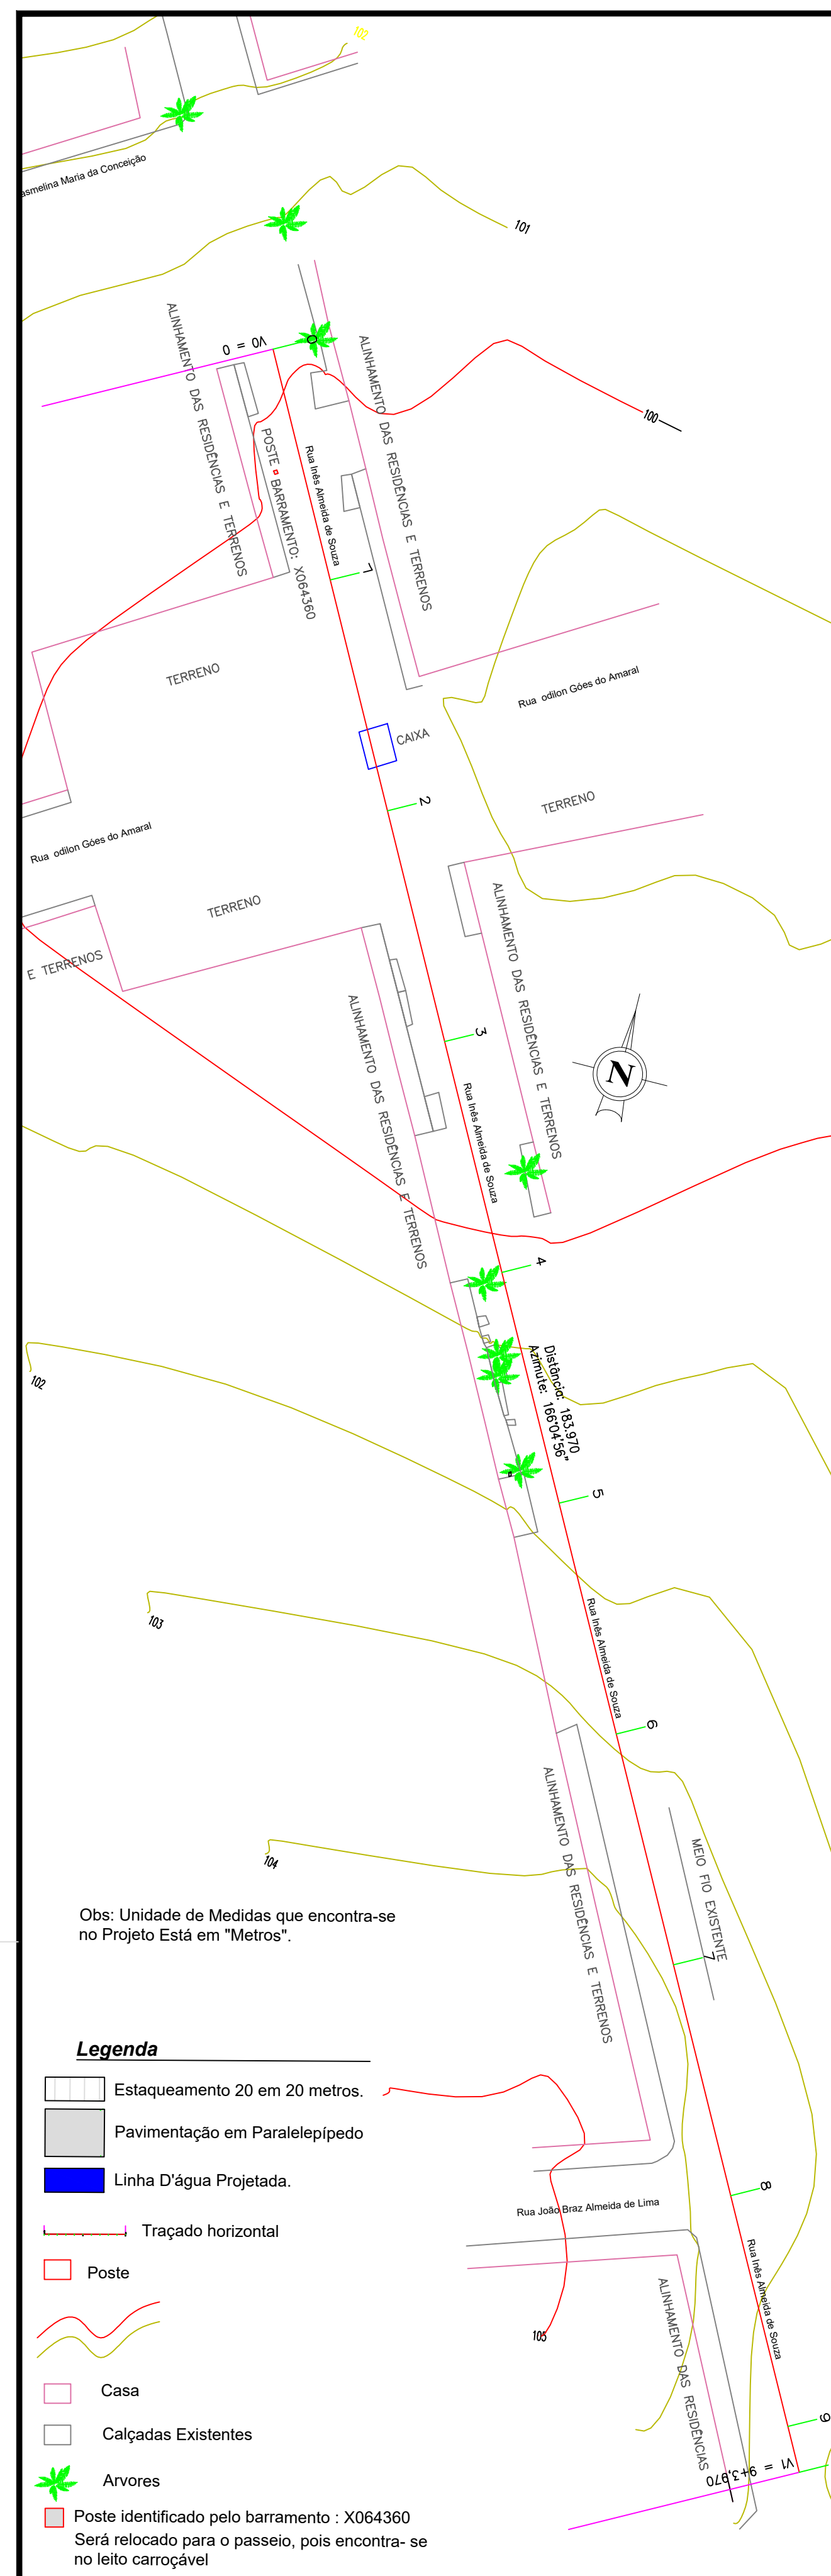 102
asmelina Maria da Conceição
101
V0 = 0
0
100
ALINHAMENTO DAS RESIDÊNCIAS E TERRENOS
POSTE BARRAMENTO: X064360
Rua Inês Almeida de Souza
ALINHAMENTO DAS RESIDÊNCIAS E TERRENOS
1
TERRENO
Rua odilon Góes do Amaral
CAIXA
2
TERRENO
Rua odilon Góes do Amaral
TERRENO
E TERRENOS
ALINHAMENTO DAS RESIDÊNCIAS E TERRENOS
ALINHAMENTO DAS RESIDÊNCIAS E TERRENOS
3
N
Rua Inês Almeida de Souza
4
Distância: 183.970
Azimute: 166°04'56"
102
5
103
Rua Inês Almeida de Souza
6
104
ALINHAMENTO DAS RESIDÊNCIAS E TERRENOS
MEIO FIO EXISTENTE
7
Obs: Unidade de Medidas que encontra-se
no Projeto Está em "Metros".
8
Rua João Braz Almeida de Lima
Rua Inês Almeida de Souza
105
ALINHAMENTO DAS RESIDÊNCIAS
9
V1 = 9+3,970
Legenda
Estaqueamento 20 em 20 metros.
Pavimentação em Paralelepípedo
Linha D'água Projetada.
Traçado horizontal
Poste
Casa
Calçadas Existentes
Arvores
Poste identificado pelo barramento : X064360
Será relocado para o passeio, pois encontra- se
no leito carroçável